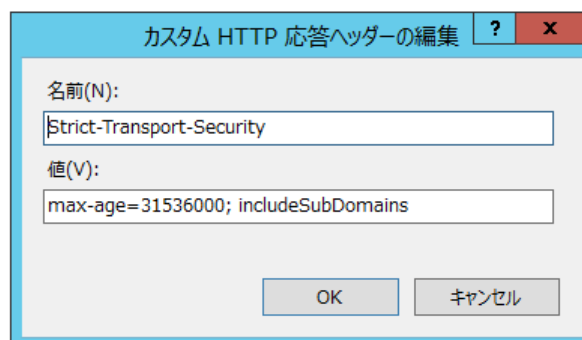 カスタム HTTP 応答ヘッダーの編集
?
x
名前(N):
Strict-Transport-Security
値(V):
max-age=31536000; includeSubDomains
OK
キャンセル